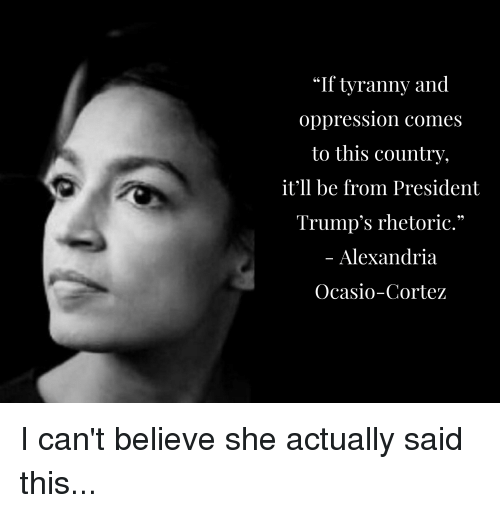 “If tyranny and
oppression comes
to this country,
it’ll be from President
Trump’s rhetoric.”
- Alexandria
Ocasio-Cortez
I can't believe she actually said
this...